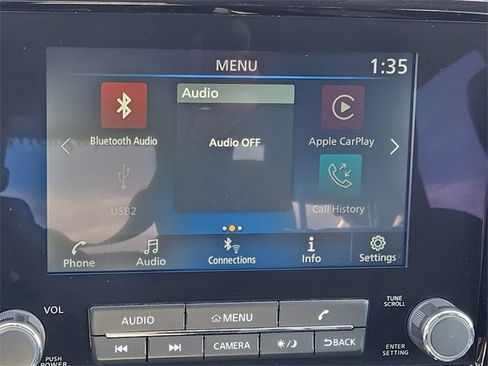 MENU 1:35
Audio
Bluetooth Audio
Audio OFF
Apple CarPlay
USB2
Call History
Phone Audio Connections Info Settings
VOL
TUNE
SCROLL
AUDIO MENU
CAMERA BACK
PUSH
POWER
ENTER
SETTING